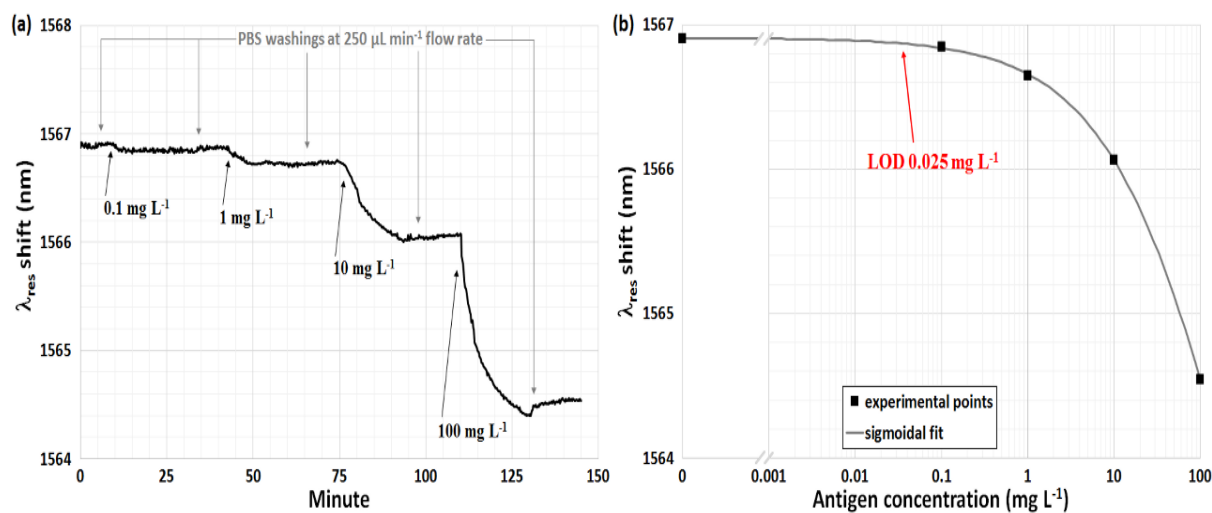 (a)
PBS washings at 250 µL min⁻¹ flow rate
1568
1567
1566
1565
1564
λres shift (nm)
0.1 mg L⁻¹
1 mg L⁻¹
10 mg L⁻¹
100 mg L⁻¹
0 25 50 75 100 125 150
Minute
(b)
1567
1566
1565
1564
λres shift (nm)
LOD 0.025 mg L⁻¹
experimental points
sigmoidal fit
0 0.001 0.01 0.1 1 10 100
Antigen concentration (mg L⁻¹)